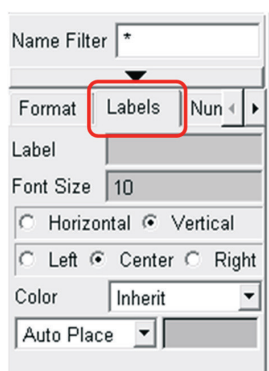 Name Filter *
Format Labels Nun
Label
Font Size 10
Horizontal Vertical
Left Center Right
Color Inherit
Auto Place